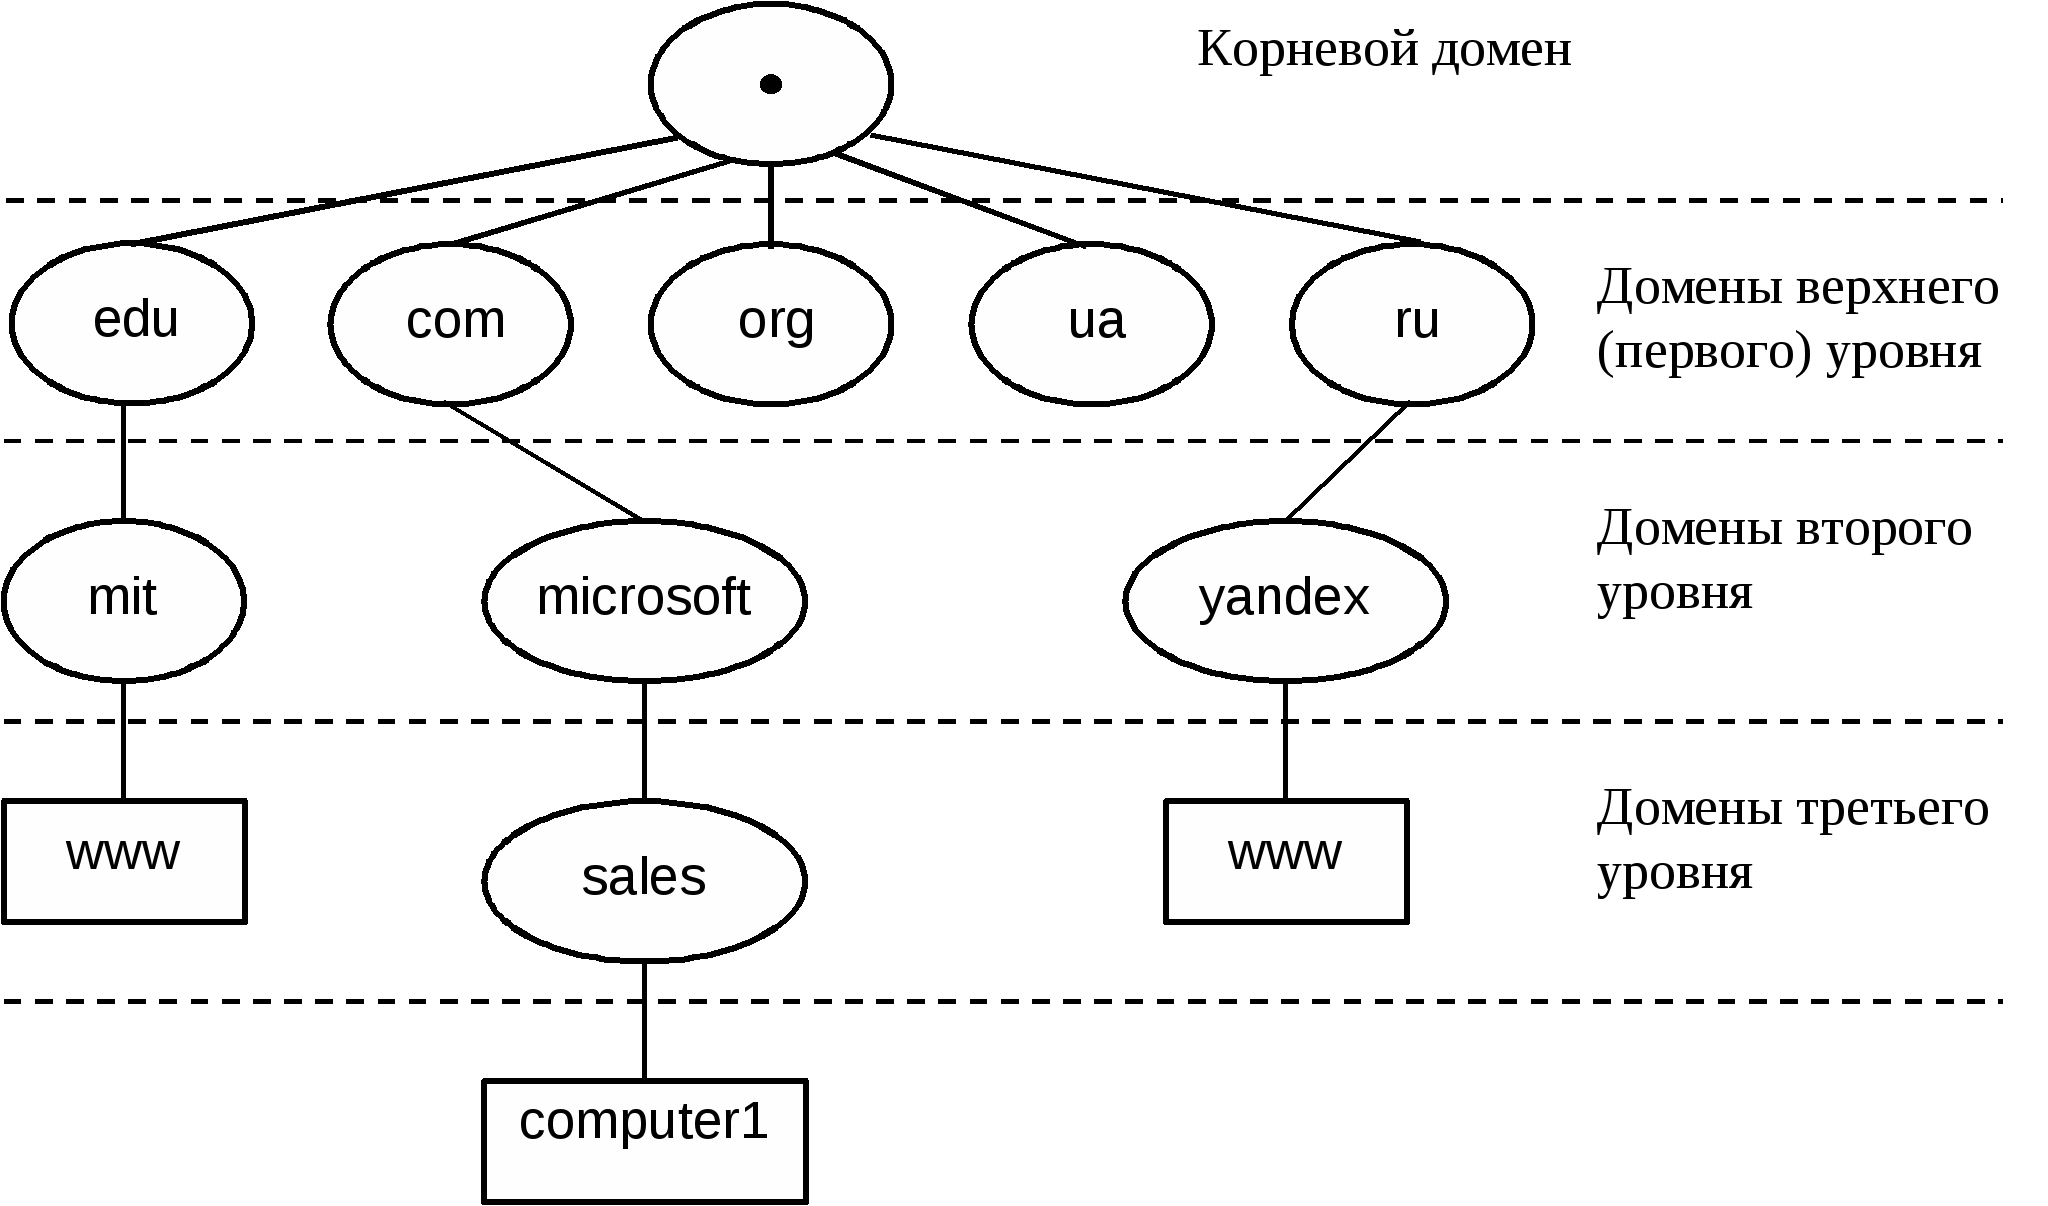 Корневой домен
edu
com
org
ua
ru
Домены верхнего
(первого) уровня
mit
microsoft
yandex
Домены второго
уровня
www
sales
www
Домены третьего
уровня
computer1